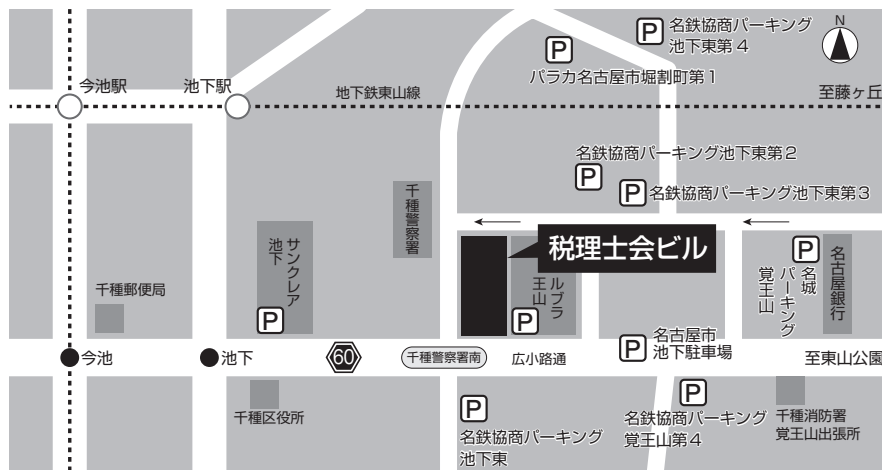 名鉄協商パーキング
池下東第4
N
P
P
パラカ名古屋市堀割町第1
今池駅
池下駅
地下鉄東山線
至藤ヶ丘
名鉄協商パーキング池下東第2
P
P
名鉄協商パーキング池下東第3
千種警察署
サンクレア
池下
P
税理士会ビル
ルブラ
王山
P
P
名城
パーキング
覚王山
名古屋銀行
千種郵便局
今池
池下
60
千種警察署南
広小路通
P
名古屋市
池下駐車場
至東山公園
千種区役所
P
名鉄協商パーキング
池下東
P
名鉄協商パーキング
覚王山第4
千種消防署
覚王山出張所